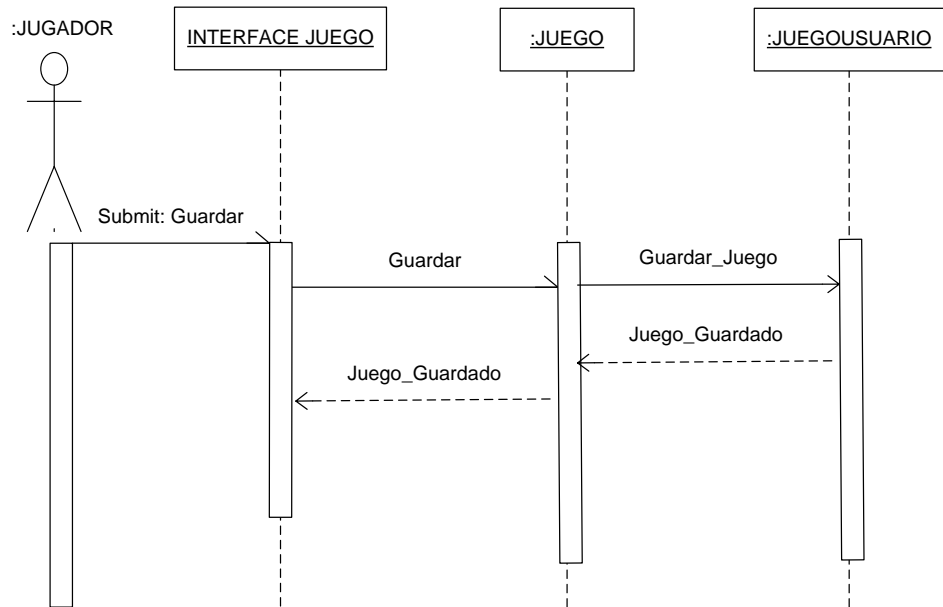 :JUGADOR
INTERFACE JUEGO
:JUEGO
:JUEGOUSUARIO
Submit: Guardar
Guardar
Guardar_Juego
Juego_Guardado
Juego_Guardado